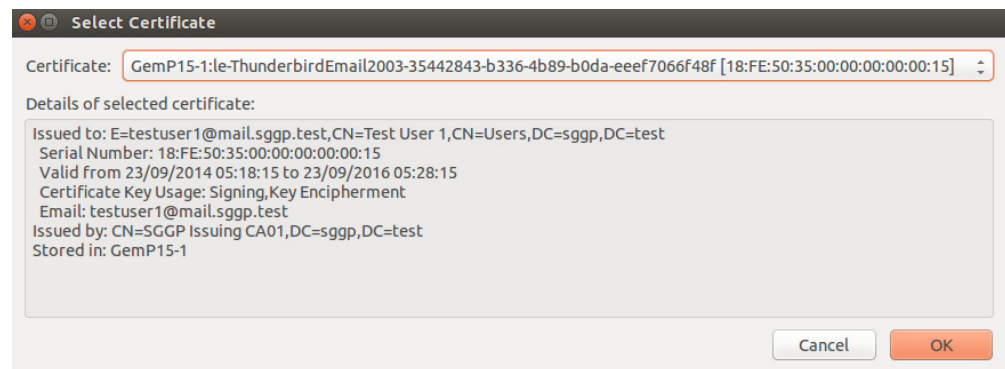 Select Certificate
Certificate: GemP15-1:le-ThunderbirdEmail2003-35442843-b336-4b89-b0da-eeef7066f48f [18:FE:50:35:00:00:00:00:00:15]
Details of selected certificate:
Issued to: E=testuser1@mail.sggp.test,CN=Test User 1,CN=Users,DC=sggp,DC=test
Serial Number: 18:FE:50:35:00:00:00:00:00:15
Valid from 23/09/2014 05:18:15 to 23/09/2016 05:28:15
Certificate Key Usage: Signing,Key Encipherment
Email: testuser1@mail.sggp.test
Issued by: CN=SGGP Issuing CA01,DC=sggp,DC=test
Stored in: GemP15-1
Cancel OK